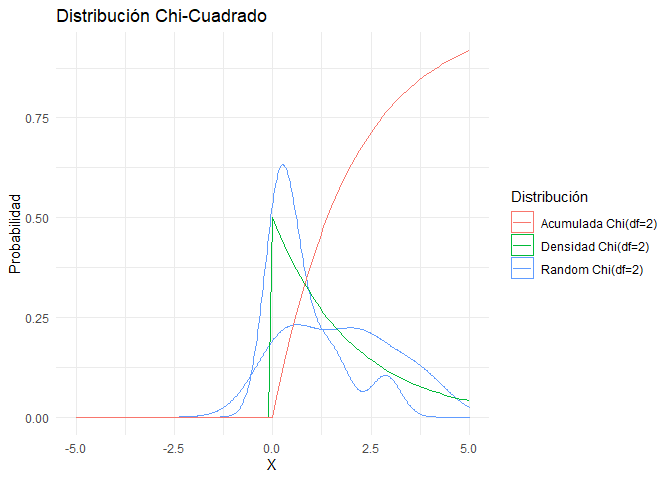 Distribución Chi-Cuadrado
Probabilidad
0.75
0.50
0.25
0.00
-5.0 -2.5 0.0 2.5 5.0
X
Distribución
Acumulada Chi(df=2)
Densidad Chi(df=2)
Random Chi(df=2)